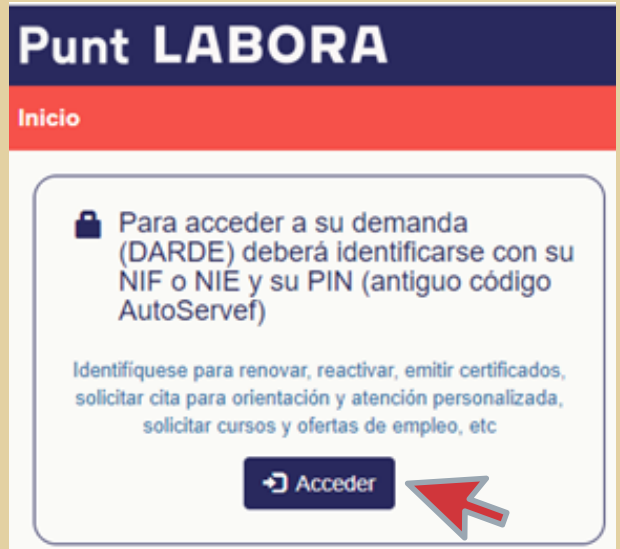 Punt LABORA
Inicio
Para acceder a su demanda
(DARDE) deberá identificarse con su
NIF o NIE y su PIN (antiguo código
AutoServef)
Identifíquese para renovar, reactivar, emitir certificados,
solicitar cita para orientación y atención personalizada,
solicitar cursos y ofertas de empleo, etc
Acceder